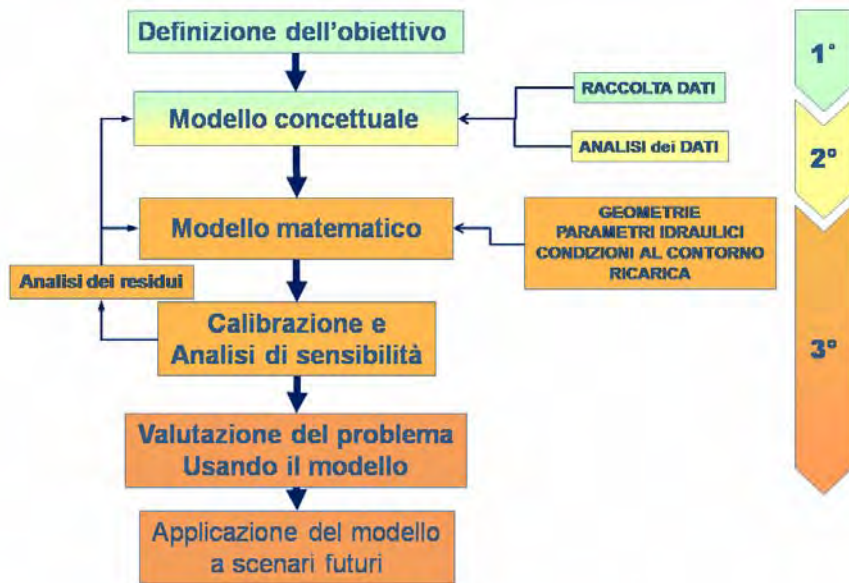 Definizione dell'obiettivo
1°
RACCOLTA DATI
Modello concettuale
ANALISI dei DATI
2°
GEOMETRIE
PARAMETRI IDRAULICI
CONDIZIONI AL CONTORNO
RICARICA
Modello matematico
Analisi dei residui
Calibrazione e
Analisi di sensibilità
3°
Valutazione del problema
Usando il modello
Applicazione del modello
a scenari futuri